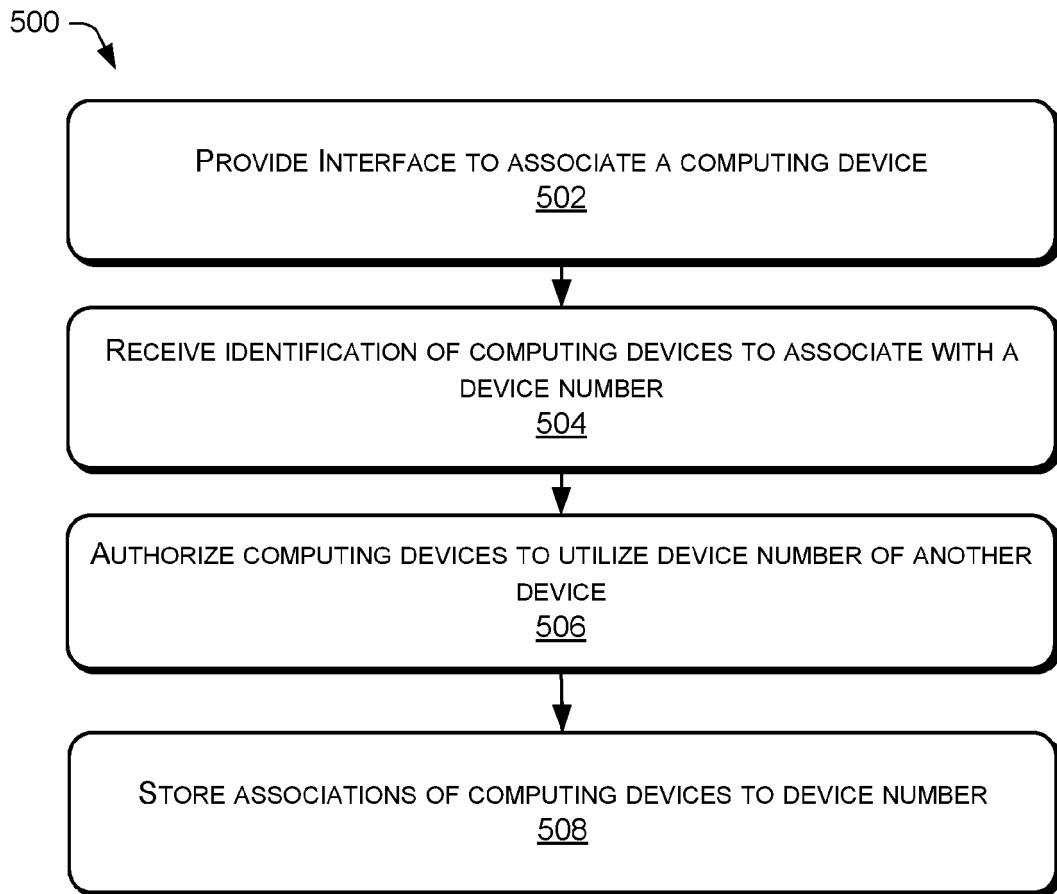 500
PROVIDE INTERFACE TO ASSOCIATE A COMPUTING DEVICE
502
RECEIVE IDENTIFICATION OF COMPUTING DEVICES TO ASSOCIATE WITH A
DEVICE NUMBER
504
AUTHORIZE COMPUTING DEVICES TO UTILIZE DEVICE NUMBER OF ANOTHER
DEVICE
506
STORE ASSOCIATIONS OF COMPUTING DEVICES TO DEVICE NUMBER
508